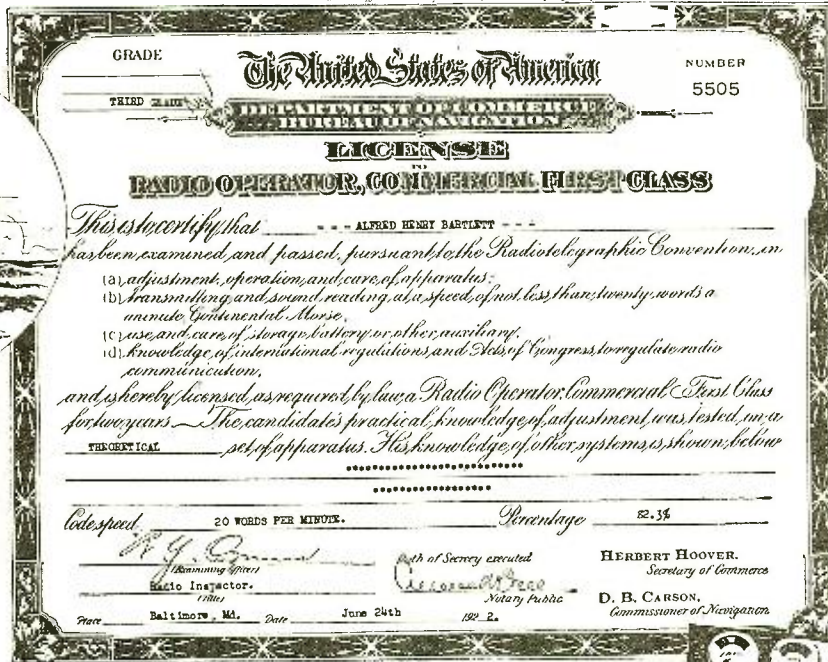 GRADE
THIRD GRADE
The United States of America
NUMBER
5505
DEPARTMENT OF COMMERCE
BUREAU OF NAVIGATION
LICENSE
TO
RADIO OPERATOR, COMMERCIAL FIRST CLASS
This is to certify that - - - ALFRED HENRY BARTLETT - - -
has been examined and passed, pursuant to the Radiotelegraphic Convention, in
(a) adjustment, operation, and care of apparatus:
(b) transmitting and sound reading at a speed of not less than twenty words a
minute Continental Morse.
(c) use and care of storage battery or other auxiliary.
(d) knowledge of international regulations and Acts of Congress to regulate radio
communication,
and is hereby licensed as required by law a Radio Operator, Commercial First Class
for two years — The candidate's practical knowledge of adjustment was tested on a
THEORETICAL set of apparatus. His knowledge of other systems is shown below
Code speed 20 WORDS PER MINUTE. Percentage 82.3%
(Examining officer)
Radio Inspector.
(Title)
Place Baltimore, Md. Date June 24th 1922.
Oath of Secrecy executed
Notary Public
HERBERT HOOVER.
Secretary of Commerce
D. B. CARSON,
Commissioner of Navigation